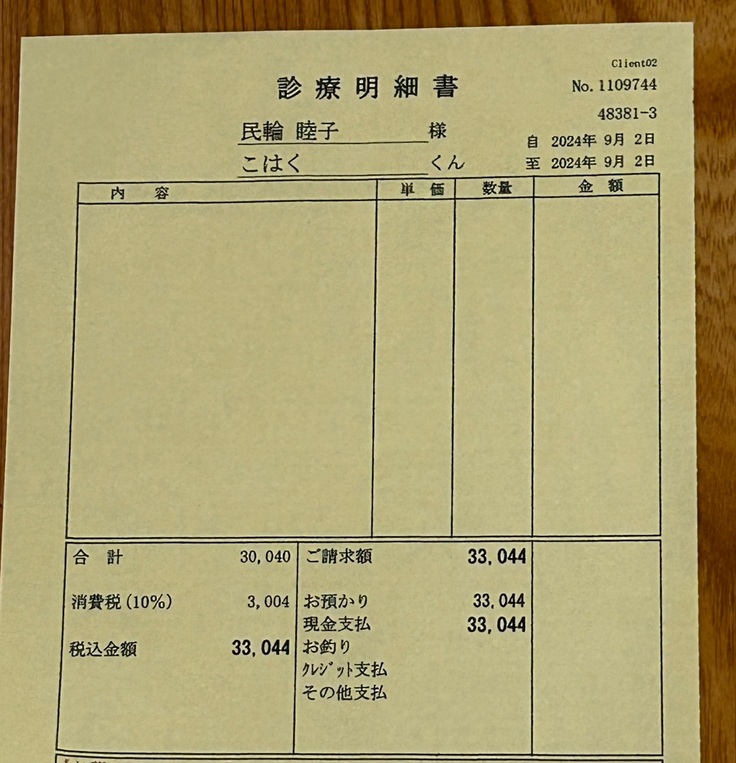 Client02
診療明細書
No. 1109744
48381-3
民輪 睦子 様
自 2024年 9月 2日
こはく くん
至 2024年 9月 2日
内 容 単 価 数量 金 額
合 計 30,040 ご請求額 33,044
消費税(10%) 3,004 お預かり 33,044
現金支払 33,044
税込金額 33,044 お釣り
クレジット支払
その他支払